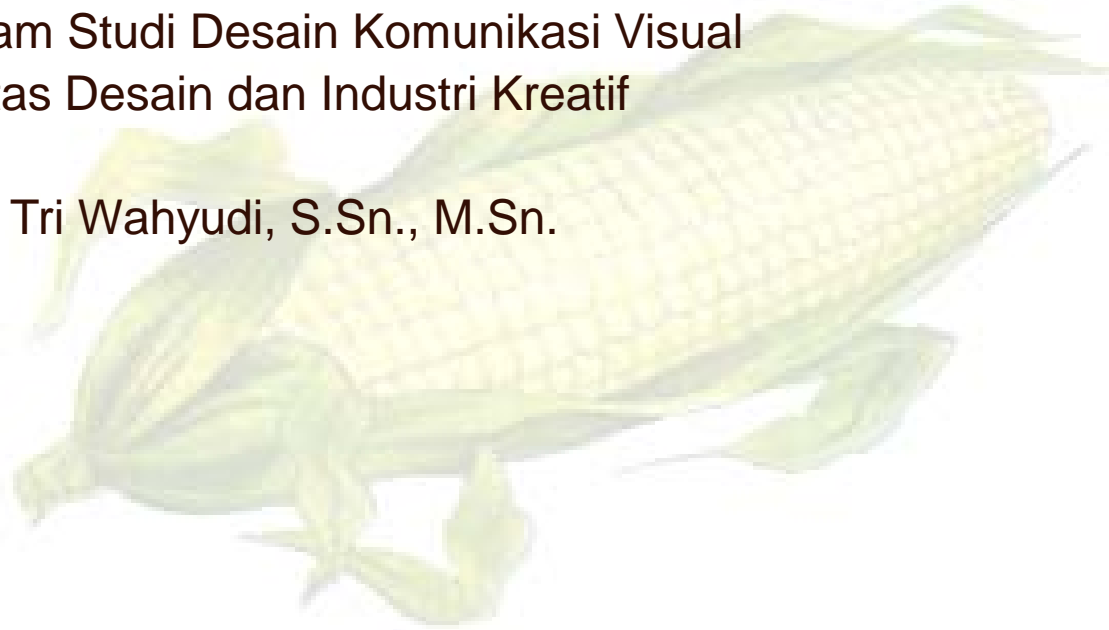 am Studi Desain Komunikasi Visual
as Desain dan Industri Kreatif
Tri Wahyudi, S.Sn., M.Sn.